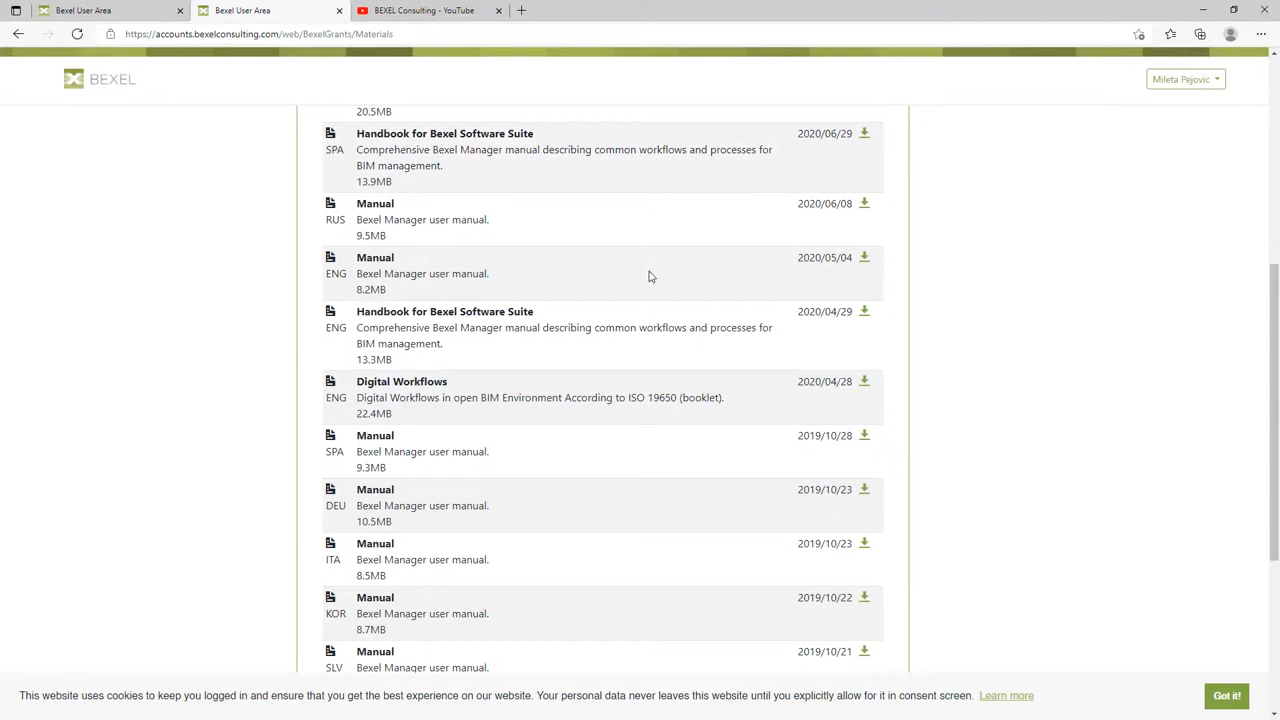 Bexel User Area
Bexel User Area
BEXEL Consulting - YouTube
https://accounts.bexelconsulting.com/web/BexelGrants/Materials
BEXEL
Mileta Pejovic
20.5MB
Handbook for Bexel Software Suite 2020/06/29
SPA Comprehensive Bexel Manager manual describing common workflows and processes for
BIM management.
13.9MB
Manual 2020/06/08
RUS Bexel Manager user manual.
9.5MB
Manual 2020/05/04
ENG Bexel Manager user manual.
8.2MB
Handbook for Bexel Software Suite 2020/04/29
ENG Comprehensive Bexel Manager manual describing common workflows and processes for
BIM management.
13.3MB
Digital Workflows 2020/04/28
ENG Digital Workflows in open BIM Environment According to ISO 19650 (booklet).
22.4MB
Manual 2019/10/28
SPA Bexel Manager user manual.
9.3MB
Manual 2019/10/23
DEU Bexel Manager user manual.
10.5MB
Manual 2019/10/23
ITA Bexel Manager user manual.
8.5MB
Manual 2019/10/22
KOR Bexel Manager user manual.
8.7MB
Manual 2019/10/21
SLV Bexel Manager user manual.
This website uses cookies to keep you logged in and ensure that you get the best experience on our website. Your personal data never leaves this website until you explicitly allow for it in consent screen. Learn more
Got it!